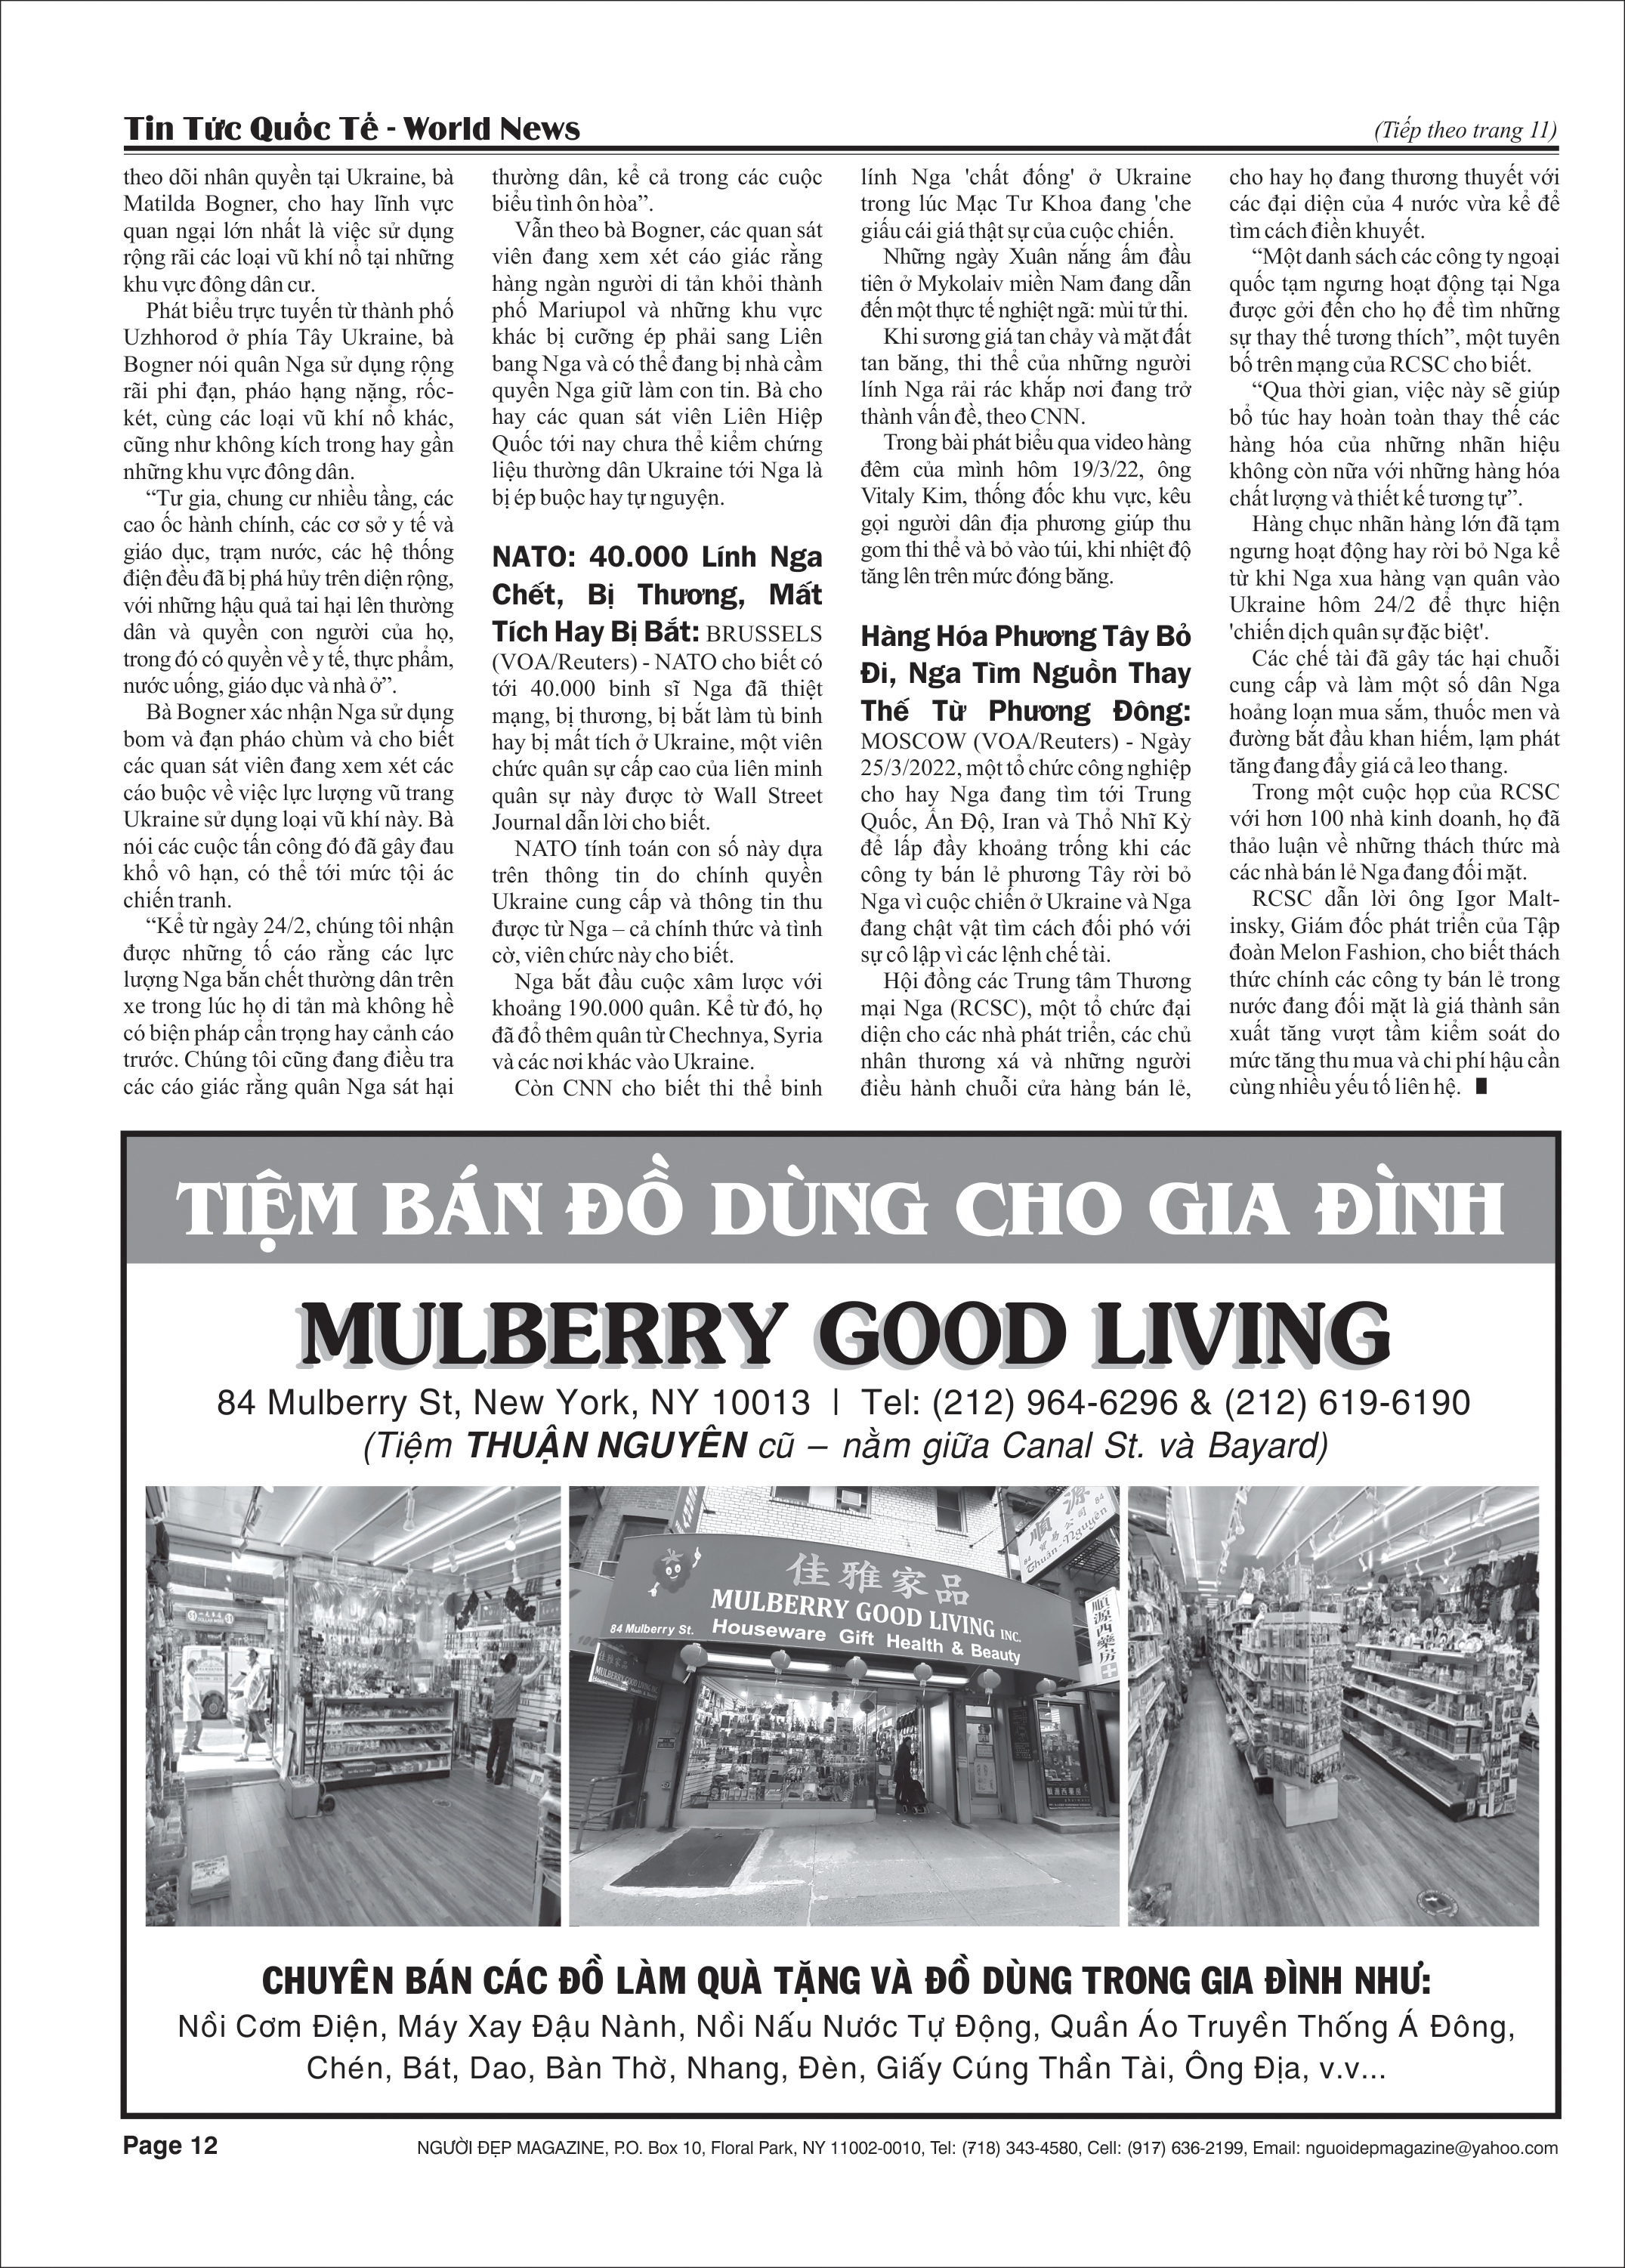 Tin Tức Quốc Tế - World News
(Tiếp theo trang 11)
theo dõi nhân quyền tại Ukraine, bà
Matilda Bogner, cho hay lĩnh vực
quan ngại lớn nhất là việc sử dụng
rộng rãi các loại vũ khí nổ tại những
khu vực đông dân cư.
Phát biểu trực tuyến từ thành phố
Uzhhorod ở phía Tây Ukraine, bà
Bogner nói quân Nga sử dụng rộng
rãi phi đạn, pháo hạng nặng, rốc-
két, cùng các loại vũ khí nổ khác,
cũng như không kích trong hay gần
những khu vực đông dân.
“Tư gia, chung cư nhiều tầng, các
cao ốc hành chính, các cơ sở y tế và
giáo dục, trạm nước, các hệ thống
điện đều đã bị phá hủy trên diện rộng,
với những hậu quả tai hại lên thường
dân và quyền con người của họ,
trong đó có quyền về y tế, thực phẩm,
nước uống, giáo dục và nhà ở”.
Bà Bogner xác nhận Nga sử dụng
bom và đạn pháo chùm và cho biết
các quan sát viên đang xem xét các
cáo buộc về việc lực lượng vũ trang
Ukraine sử dụng loại vũ khí này. Bà
nói các cuộc tấn công đó đã gây đau
khổ vô hạn, có thể tới mức tội ác
chiến tranh.
“Kể từ ngày 24/2, chúng tôi nhận
được những tố cáo rằng các lực
lượng Nga bắn chết thường dân trên
xe trong lúc họ di tản mà không hề
có biện pháp cẩn trọng hay cảnh cáo
trước. Chúng tôi cũng đang điều tra
các cáo giác rằng quân Nga sát hại
thường dân, kể cả trong các cuộc
biểu tình ôn hòa”.
Vẫn theo bà Bogner, các quan sát
viên đang xem xét cáo giác rằng
hàng ngàn người di tản khỏi thành
phố Mariupol và những khu vực
khác bị cưỡng ép phải sang Liên
bang Nga và có thể đang bị nhà cầm
quyền Nga giữ làm con tin. Bà cho
hay các quan sát viên Liên Hiệp
Quốc tới nay chưa thể kiểm chứng
liệu thường dân Ukraine tới Nga là
bị ép buộc hay tự nguyện.
NATO: 40.000 Lính Nga
Chết, Bị Thương, Mất
Tích Hay Bị Bắt: BRUSSELS
(VOA/Reuters) - NATO cho biết có
tới 40.000 binh sĩ Nga đã thiệt
mạng, bị thương, bị bắt làm tù binh
hay bị mất tích ở Ukraine, một viên
chức quân sự cấp cao của liên minh
quân sự này được tờ Wall Street
Journal dẫn lời cho biết.
NATO tính toán con số này dựa
trên thông tin do chính quyền
Ukraine cung cấp và thông tin thu
được từ Nga – cả chính thức và tình
cờ, viên chức này cho biết.
Nga bắt đầu cuộc xâm lược với
khoảng 190.000 quân. Kể từ đó, họ
đã đổ thêm quân từ Chechnya, Syria
và các nơi khác vào Ukraine.
Còn CNN cho biết thi thể binh
lính Nga 'chất đống' ở Ukraine
trong lúc Mạc Tư Khoa đang 'che
giấu cái giá thật sự của cuộc chiến.
Những ngày Xuân nắng ấm đầu
tiên ở Mykolaiv miền Nam đang dẫn
đến một thực tế nghiệt ngã: mùi tử thi.
Khi sương giá tan chảy và mặt đất
tan băng, thi thể của những người
lính Nga rải rác khắp nơi đang trở
thành vấn đề, theo CNN.
Trong bài phát biểu qua video hàng
đêm của mình hôm 19/3/22, ông
Vitaly Kim, thống đốc khu vực, kêu
gọi người dân địa phương giúp thu
gom thi thể và bỏ vào túi, khi nhiệt độ
tăng lên trên mức đóng băng.
Hàng Hóa Phương Tây Bỏ
Đi, Nga Tìm Nguồn Thay
Thế Từ Phương Đông:
MOSCOW (VOA/Reuters) - Ngày
25/3/2022, một tổ chức công nghiệp
cho hay Nga đang tìm tới Trung
Quốc, Ấn Độ, Iran và Thổ Nhĩ Kỳ
để lấp đầy khoảng trống khi các
công ty bán lẻ phương Tây rời bỏ
Nga vì cuộc chiến ở Ukraine và Nga
đang chật vật tìm cách đối phó với
sự cô lập vì các lệnh chế tài.
Hội đồng các Trung tâm Thương
mại Nga (RCSC), một tổ chức đại
diện cho các nhà phát triển, các chủ
nhân thương xá và những người
điều hành chuỗi cửa hàng bán lẻ,
cho hay họ đang thương thuyết với
các đại diện của 4 nước vừa kể để
tìm cách điền khuyết.
“Một danh sách các công ty ngoại
quốc tạm ngưng hoạt động tại Nga
được gởi đến cho họ để tìm những
sự thay thế tương thích”, một tuyên
bố trên mạng của RCSC cho biết.
“Qua thời gian, việc này sẽ giúp
bổ túc hay hoàn toàn thay thế các
hàng hóa của những nhãn hiệu
không còn nữa với những hàng hóa
chất lượng và thiết kế tương tự”.
Hàng chục nhãn hàng lớn đã tạm
ngưng hoạt động hay rời bỏ Nga kể
từ khi Nga xua hàng vạn quân vào
Ukraine hôm 24/2 để thực hiện
'chiến dịch quân sự đặc biệt'.
Các chế tài đã gây tác hại chuỗi
cung cấp và làm một số dân Nga
hoảng loạn mua sắm, thuốc men và
đường bắt đầu khan hiếm, lạm phát
tăng đang đẩy giá cả leo thang.
Trong một cuộc họp của RCSC
với hơn 100 nhà kinh doanh, họ đã
thảo luận về những thách thức mà
các nhà bán lẻ Nga đang đối mặt.
RCSC dẫn lời ông Igor Malt-
insky, Giám đốc phát triển của Tập
đoàn Melon Fashion, cho biết thách
thức chính các công ty bán lẻ trong
nước đang đối mặt là giá thành sản
xuất tăng vượt tầm kiểm soát do
mức tăng thu mua và chi phí hậu cần
cùng nhiều yếu tố liên hệ.
TIỆM BÁN ĐỒ DÙNG CHO GIA ĐÌNH
MULBERRY GOOD LIVING
84 Mulberry St, New York, NY 10013 | Tel: (212) 964-6296 & (212) 619-6190
(Tiệm THUẬN NGUYÊN cũ – nằm giữa Canal St. và Bayard)
佳雅家品
MULBERRY GOOD LIVING INC.
84 Mulberry St. Houseware Gift Health & Beauty
順源
84 Thuận-Nguyên
順源西藥房
CHUYÊN BÁN CÁC ĐỒ LÀM QUÀ TẶNG VÀ ĐỒ DÙNG TRONG GIA ĐÌNH NHƯ:
Nồi Cơm Điện, Máy Xay Đậu Nành, Nồi Nấu Nước Tự Động, Quần Áo Truyền Thống Á Đông,
Chén, Bát, Dao, Bàn Thờ, Nhang, Đèn, Giấy Cúng Thần Tài, Ông Địa, v.v...
Page 12
NGƯỜI ĐẸP MAGAZINE, P.O. Box 10, Floral Park, NY 11002-0010, Tel: (718) 343-4580, Cell: (917) 636-2199, Email: nguoidepmagazine@yahoo.com